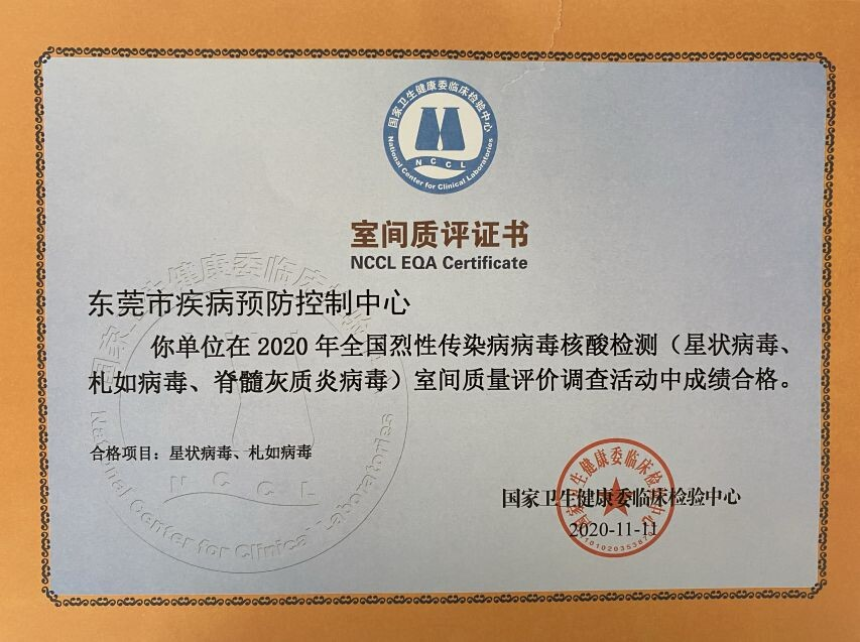 国家卫生健康委临床检验中心
NCCL
National Center for Clinical Laboratories
室间质评证书
NCCL EQA Certificate
东莞市疾病预防控制中心
你单位在 2020 年全国烈性传染病病毒核酸检测（星状病毒、
札如病毒、脊髓灰质炎病毒）室间质量评价调查活动中成绩合格。
合格项目：星状病毒、札如病毒
国家卫生健康委临床检验中心
2020-11-11